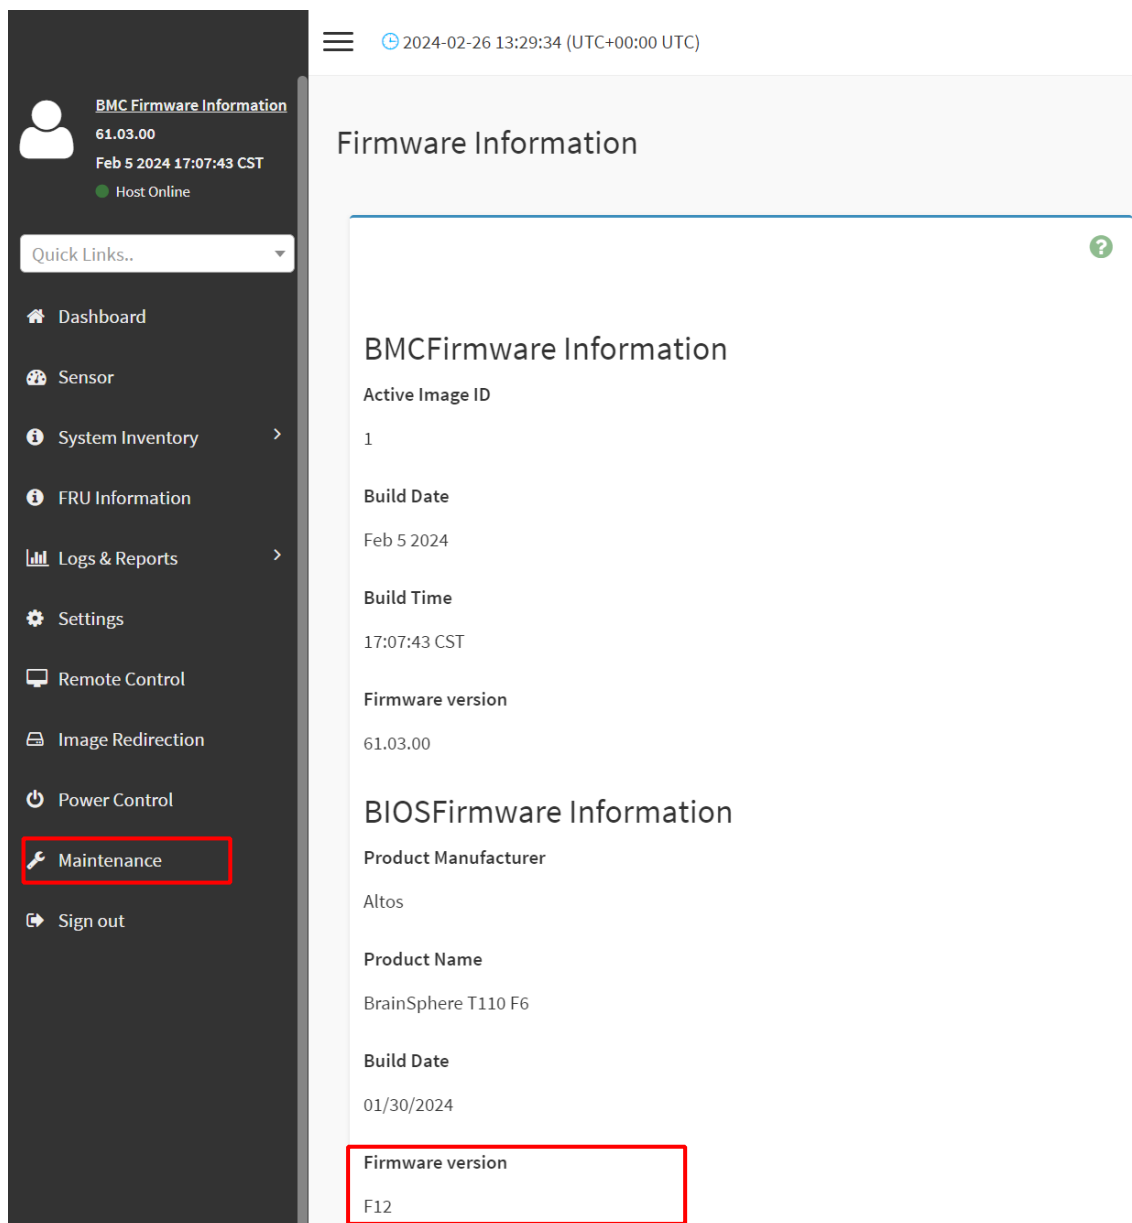 2024-02-26 13:29:34 (UTC+00:00 UTC)
BMC Firmware Information
61.03.00
Feb 5 2024 17:07:43 CST
Host Online
Quick Links..
Dashboard
Sensor
System Inventory
FRU Information
Logs & Reports
Settings
Remote Control
Image Redirection
Power Control
Maintenance
Sign out
Firmware Information
BMCFirmware Information
Active Image ID
1
Build Date
Feb 5 2024
Build Time
17:07:43 CST
Firmware version
61.03.00
BIOSFirmware Information
Product Manufacturer
Altos
Product Name
BrainSphere T110 F6
Build Date
01/30/2024
Firmware version
F12